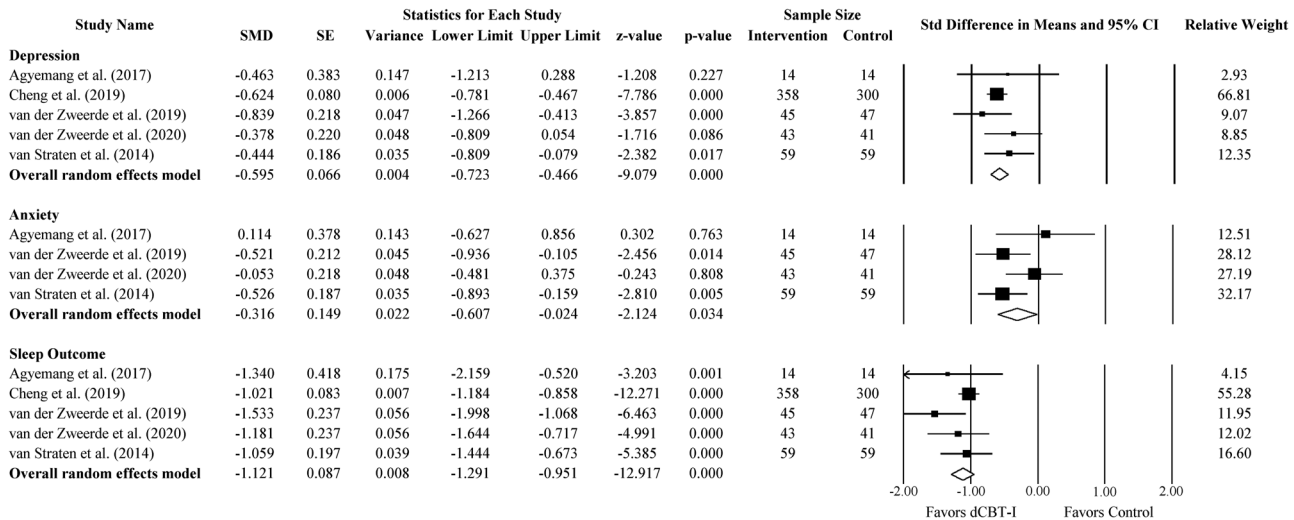 Study Name Statistics for Each Study Sample Size Std Difference in Means and 95% CI Relative Weight
SMD SE Variance Lower Limit Upper Limit z-value p-value Intervention Control
Depression
Agyemang et al. (2017) -0.463 0.383 0.147 -1.213 0.288 -1.208 0.227 14 14 2.93
Cheng et al. (2019) -0.624 0.080 0.006 -0.781 -0.467 -7.786 0.000 358 300 66.81
van der Zweerde et al. (2019) -0.839 0.218 0.047 -1.266 -0.413 -3.857 0.000 45 47 9.07
van der Zweerde et al. (2020) -0.378 0.220 0.048 -0.809 0.054 -1.716 0.086 43 41 8.85
van Straten et al. (2014) -0.444 0.186 0.035 -0.809 -0.079 -2.382 0.017 59 59 12.35
Overall random effects model -0.595 0.066 0.004 -0.723 -0.466 -9.079 0.000
Anxiety
Agyemang et al. (2017) 0.114 0.378 0.143 -0.627 0.856 0.302 0.763 14 14 12.51
van der Zweerde et al. (2019) -0.521 0.212 0.045 -0.936 -0.105 -2.456 0.014 45 47 28.12
van der Zweerde et al. (2020) -0.053 0.218 0.048 -0.481 0.375 -0.243 0.808 43 41 27.19
van Straten et al. (2014) -0.526 0.187 0.035 -0.893 -0.159 -2.810 0.005 59 59 32.17
Overall random effects model -0.316 0.149 0.022 -0.607 -0.024 -2.124 0.034
Sleep Outcome
Agyemang et al. (2017) -1.340 0.418 0.175 -2.159 -0.520 -3.203 0.001 14 14 4.15
Cheng et al. (2019) -1.021 0.083 0.007 -1.184 -0.858 -12.271 0.000 358 300 55.28
van der Zweerde et al. (2019) -1.533 0.237 0.056 -1.998 -1.068 -6.463 0.000 45 47 11.95
van der Zweerde et al. (2020) -1.181 0.237 0.056 -1.644 -0.717 -4.991 0.000 43 41 12.02
van Straten et al. (2014) -1.059 0.197 0.039 -1.444 -0.673 -5.385 0.000 59 59 16.60
Overall random effects model -1.121 0.087 0.008 -1.291 -0.951 -12.917 0.000
-2.00 -1.00 0.00 1.00 2.00
Favors dCBT-I Favors Control